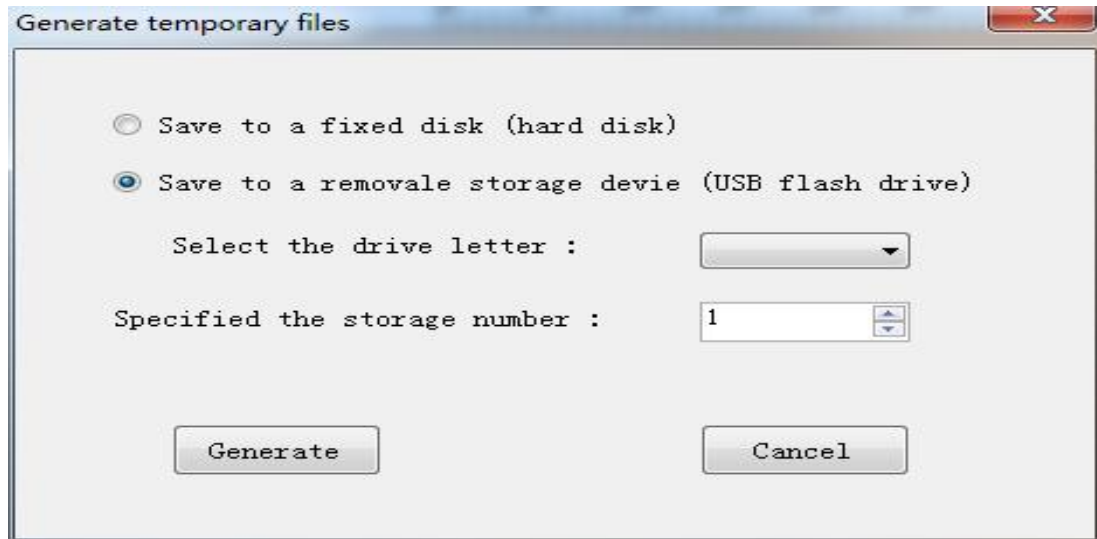 Generate temporary files
Save to a fixed disk (hard disk)
Save to a removale storage devie (USB flash drive)
Select the drive letter :
Specified the storage number : 1
Generate Cancel